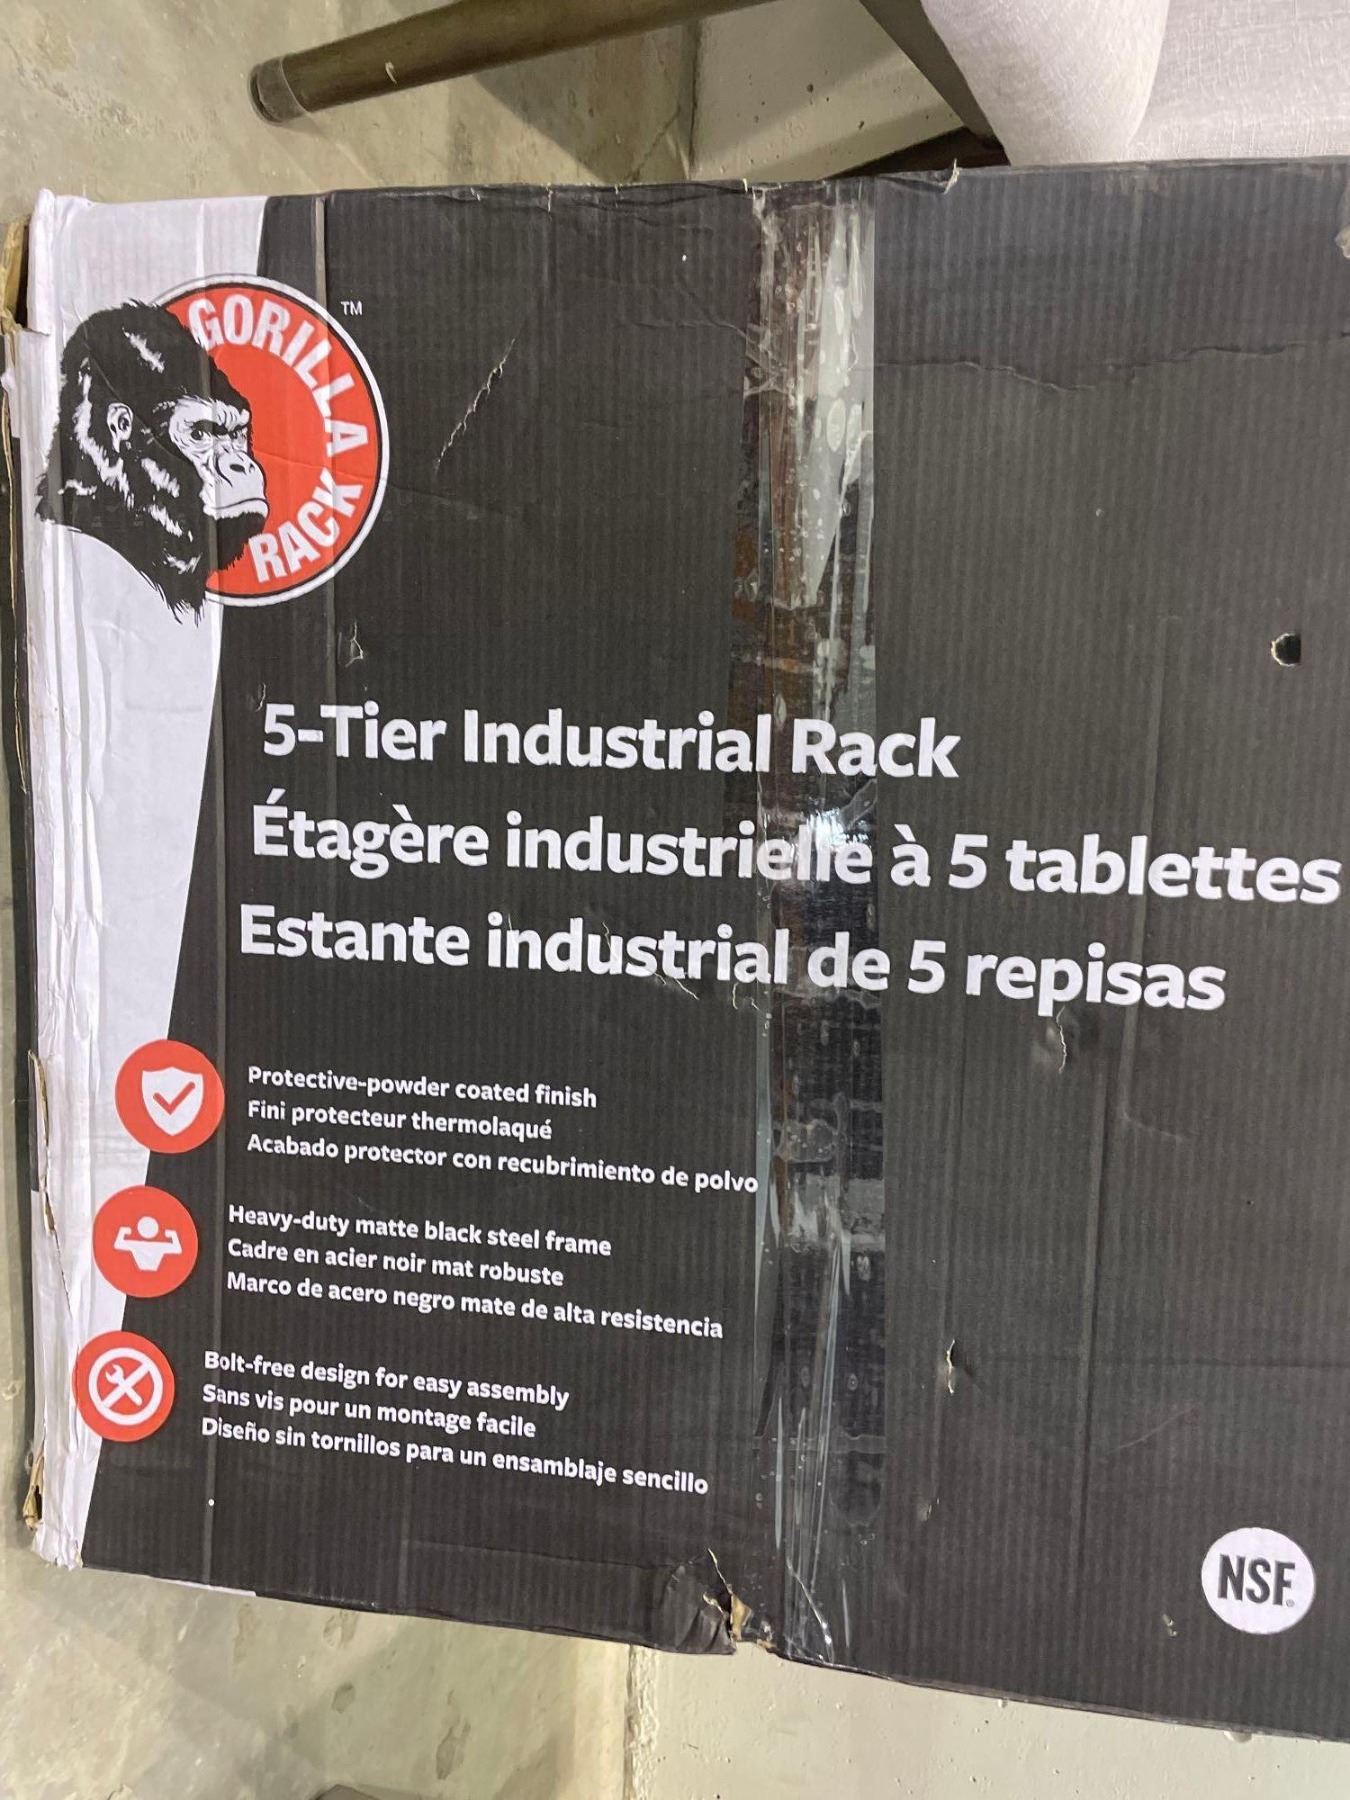 GORILLA
RACK
TM
5-Tier Industrial Rack
Étagère industrielle à 5 tablettes
Estante industrial de 5 repisas
Protective-powder coated finish
Fini protecteur thermolaqué
Acabado protector con recubrimiento de polvo
Heavy-duty matte black steel frame
Cadre en acier noir mat robuste
Marco de acero negro mate de alta resistencia
Bolt-free design for easy assembly
Sans vis pour un montage facile
Diseño sin tornillos para un ensamblaje sencillo
NSF®